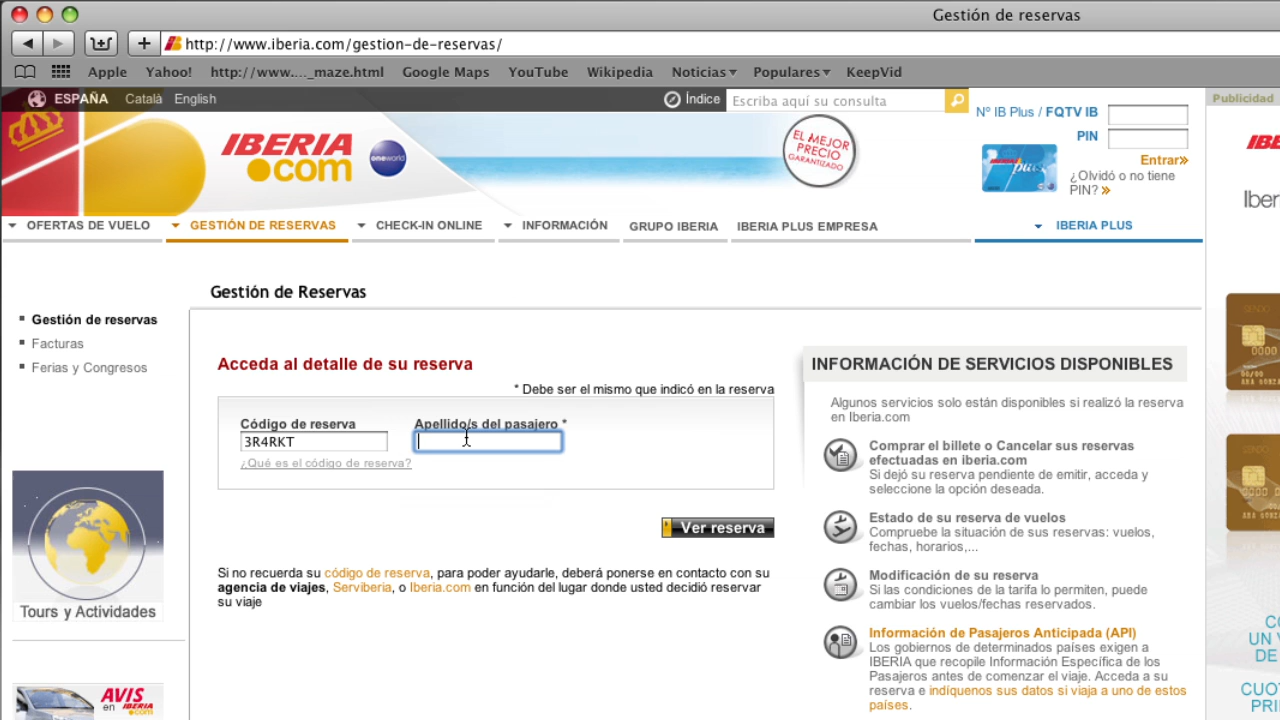 Gestión de reservas
http://www.iberia.com/gestion-de-reservas/
Apple Yahoo! http://www...._maze.html Google Maps YouTube Wikipedia Noticias▾ Populares▾ KeepVid
ESPAÑA Català English
Índice Escriba aquí su consulta
Publicidad
Nº IB Plus / FQTV IB
PIN
Entrar»
¿Olvidó o no tiene
PIN? »
IBERIA
.com
oneworld
EL MEJOR
PRECIO
GARANTIZADO
plus
OFERTAS DE VUELO GESTIÓN DE RESERVAS CHECK-IN ONLINE INFORMACIÓN GRUPO IBERIA IBERIA PLUS EMPRESA IBERIA PLUS
Gestión de Reservas
Gestión de reservas
Facturas
Ferias y Congresos
Tours y Actividades
AVIS
en IBERIA
.com
Acceda al detalle de su reserva
* Debe ser el mismo que indicó en la reserva
Código de reserva Apellido/s del pasajero *
3R4RKT
¿Qué es el código de reserva?
Ver reserva
Si no recuerda su código de reserva, para poder ayudarle, deberá ponerse en contacto con su
agencia de viajes, Serviberia, o Iberia.com en función del lugar donde usted decidió reservar
su viaje
INFORMACIÓN DE SERVICIOS DISPONIBLES
Algunos servicios solo están disponibles si realizó la reserva
en Iberia.com
Comprar el billete o Cancelar sus reservas
efectuadas en iberia.com
Si dejó su reserva pendiente de emitir, acceda y
seleccione la opción deseada.
Estado de su reserva de vuelos
Compruebe la situación de sus reservas: vuelos,
fechas, horarios,...
Modificación de su reserva
Si las condiciones de la tarifa lo permiten, puede
cambiar los vuelos/fechas reservados.
Información de Pasajeros Anticipada (API)
Los gobiernos de determinados países exigen a
IBERIA que recopile Información Específica de los
Pasajeros antes de comenzar el viaje. Acceda a su
reserva e indíquenos sus datos si viaja a uno de estos
países.
IBE
Iber
CO
UN V
DE
CUOT
PRI